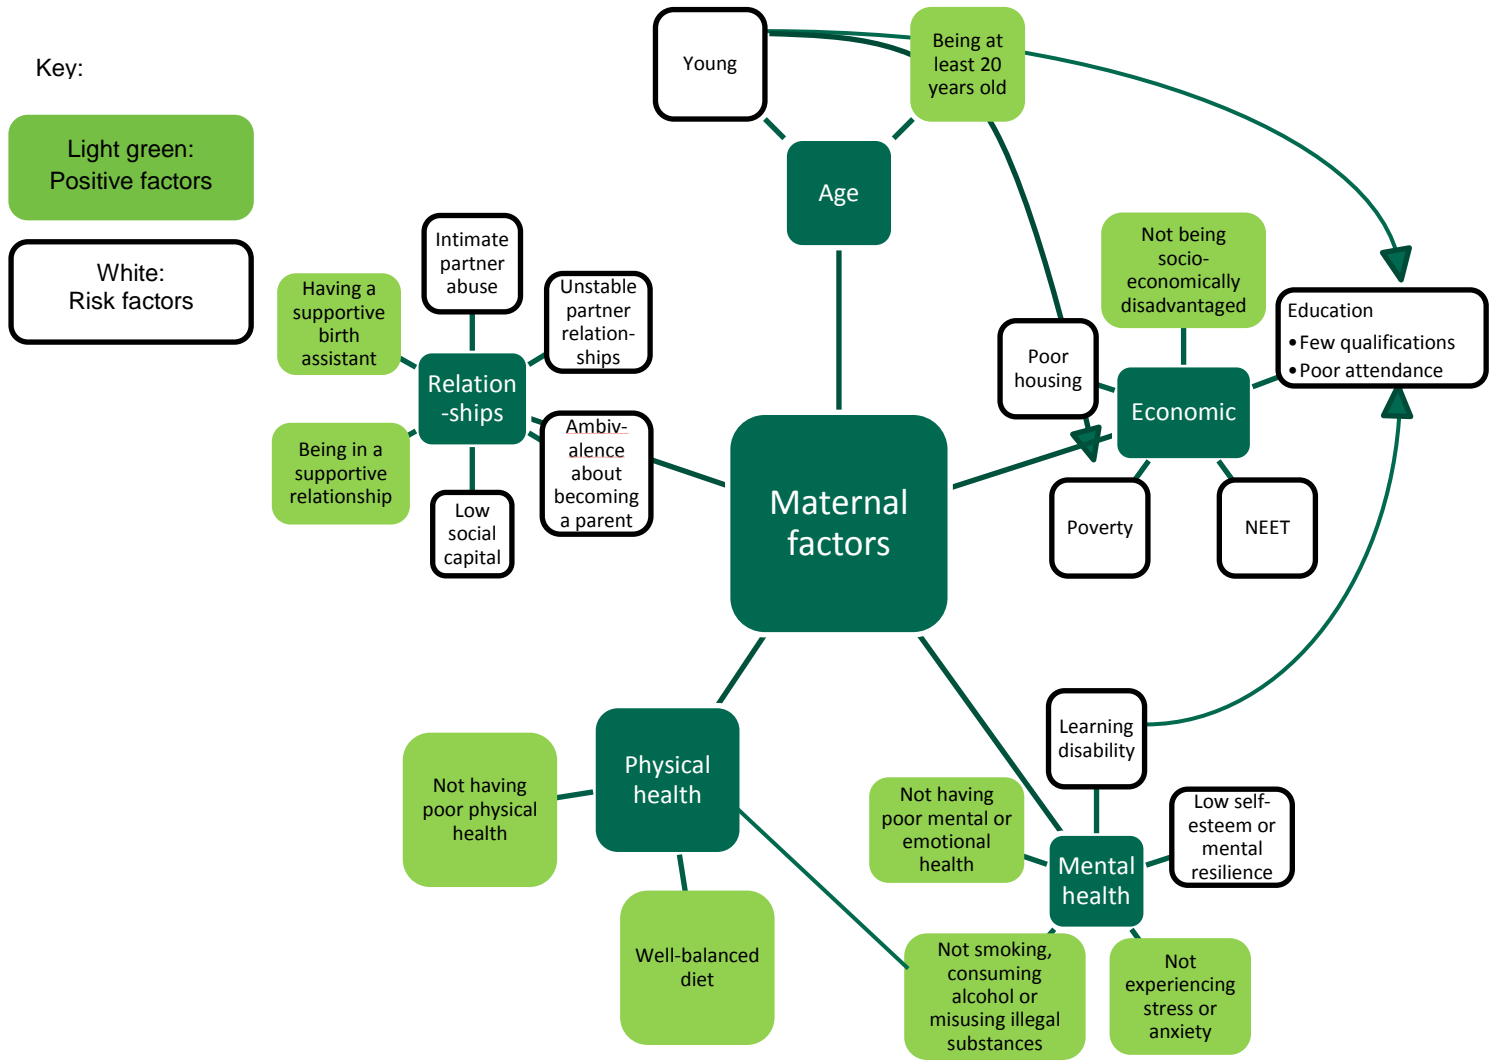 Key:
Light green:
Positive factors
White:
Risk factors
Young
Being at
least 20
years old
Age
Intimate
partner
abuse
Having a
supportive
birth
assistant
Unstable
partner
relation-
ships
Relation
-ships
Being in a
supportive
relationship
Low
social
capital
Ambiv-
alence
about
becoming
a parent
Not being
socio-
economically
disadvantaged
Education
•Few qualifications
•Poor attendance
Poor
housing
Economic
Poverty
NEET
Maternal
factors
Physical
health
Not having
poor physical
health
Well-balanced
diet
Learning
disability
Not having
poor mental or
emotional
health
Low self-
esteem or
mental
resilience
Mental
health
Not smoking,
consuming
alcohol or
misusing illegal
substances
Not
experiencing
stress or
anxiety